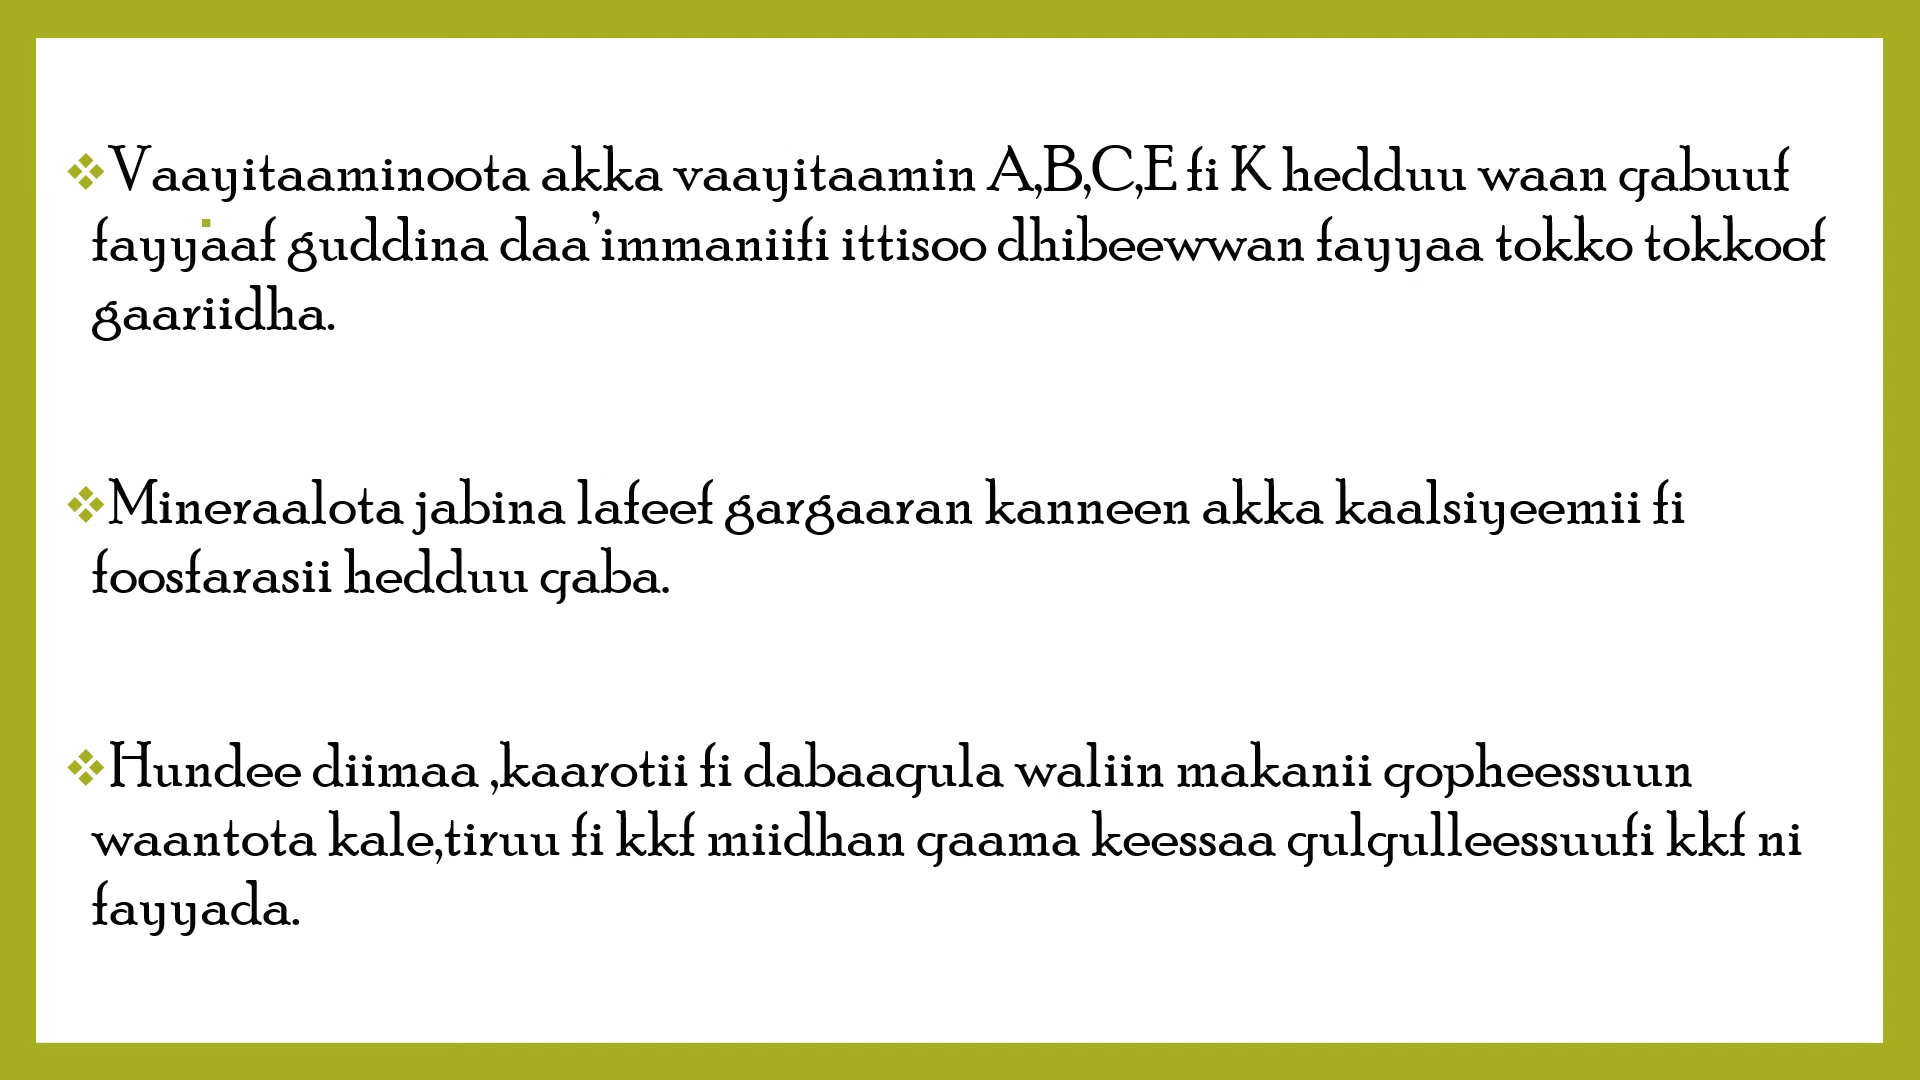 ❖Vaayitaaminoota akka vaayitaamin A,B,C,E fi K hedduu waan qabuuf
fayyaaf guddina daa’immaniifi ittisoo dhibeewwan fayyaa tokko tokkoof
gaariidha.
❖Mineraalota jabina lafeef gargaaran kanneen akka kaalsiyeemii fi
foosfarasii hedduu qaba.
❖Hundee diimaa ,kaarotii fi dabaaqula waliin makanii qopheessuun
waantota kale,tiruu fi kkf miidhan qaama keessaa qulqulleessuufi kkf ni
fayyada.